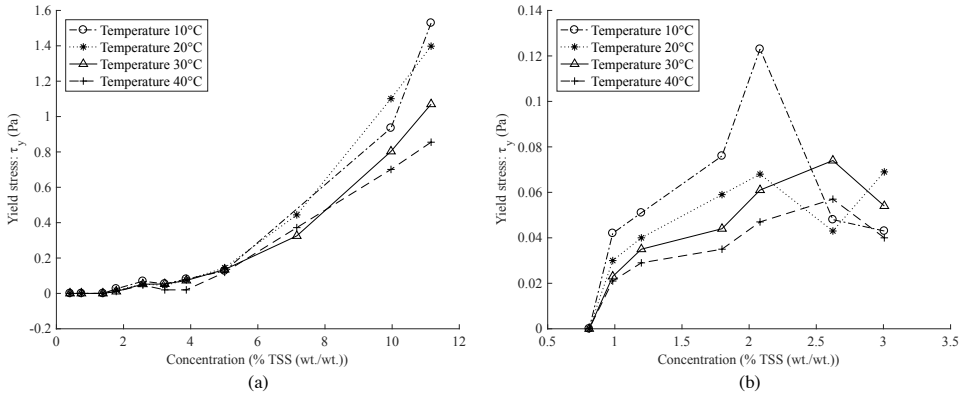 1.6
1.4
1.2
1
0.8
0.6
0.4
0.2
0
-0.2
Yield stress: τy (Pa)
Temperature 10°C
Temperature 20°C
Temperature 30°C
Temperature 40°C
0 2 4 6 8 10 12
Concentration (% TSS (wt./wt.))
(a)
0.14
0.12
0.1
0.08
0.06
0.04
0.02
0
Yield stress: τy (Pa)
Temperature 10°C
Temperature 20°C
Temperature 30°C
Temperature 40°C
0.5 1 1.5 2 2.5 3 3.5
Concentration (% TSS (wt./wt.))
(b)